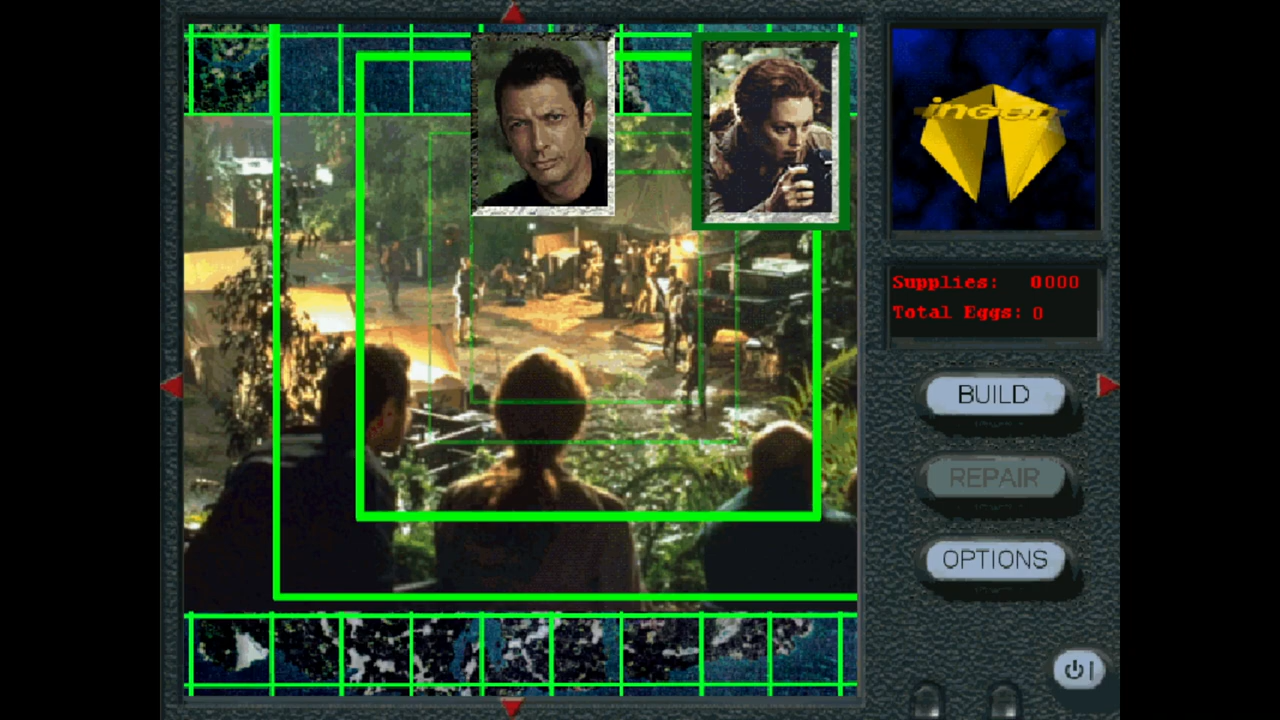 InGen
Supplies: 0000
Total Eggs: 0
BUILD
REPAIR
OPTIONS